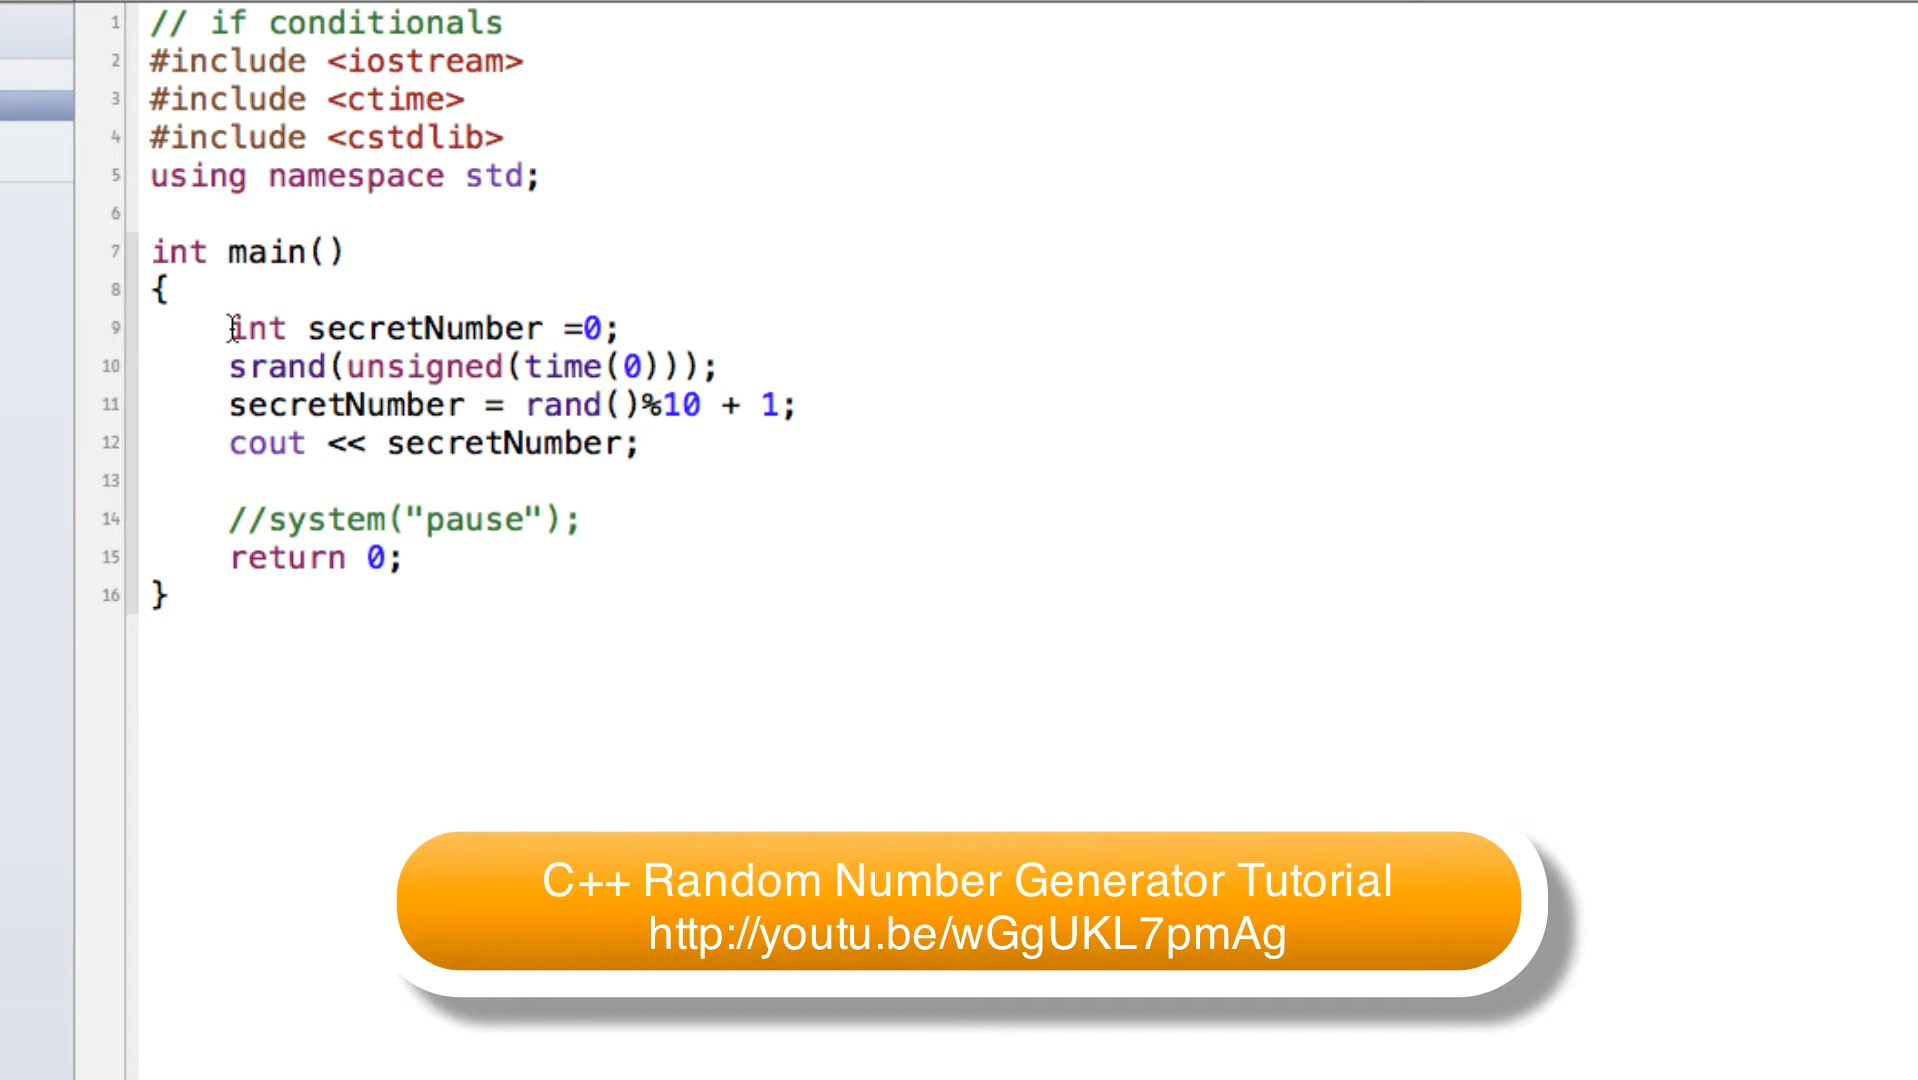 1 // if conditionals
2 #include <iostream>
3 #include <ctime>
4 #include <cstdlib>
5 using namespace std;
6
7 int main()
8 {
9 int secretNumber =0;
10 srand(unsigned(time(0)));
11 secretNumber = rand()%10 + 1;
12 cout << secretNumber;
13
14 //system("pause");
15 return 0;
16 }
C++ Random Number Generator Tutorial
http://youtu.be/wGgUKL7pmAg